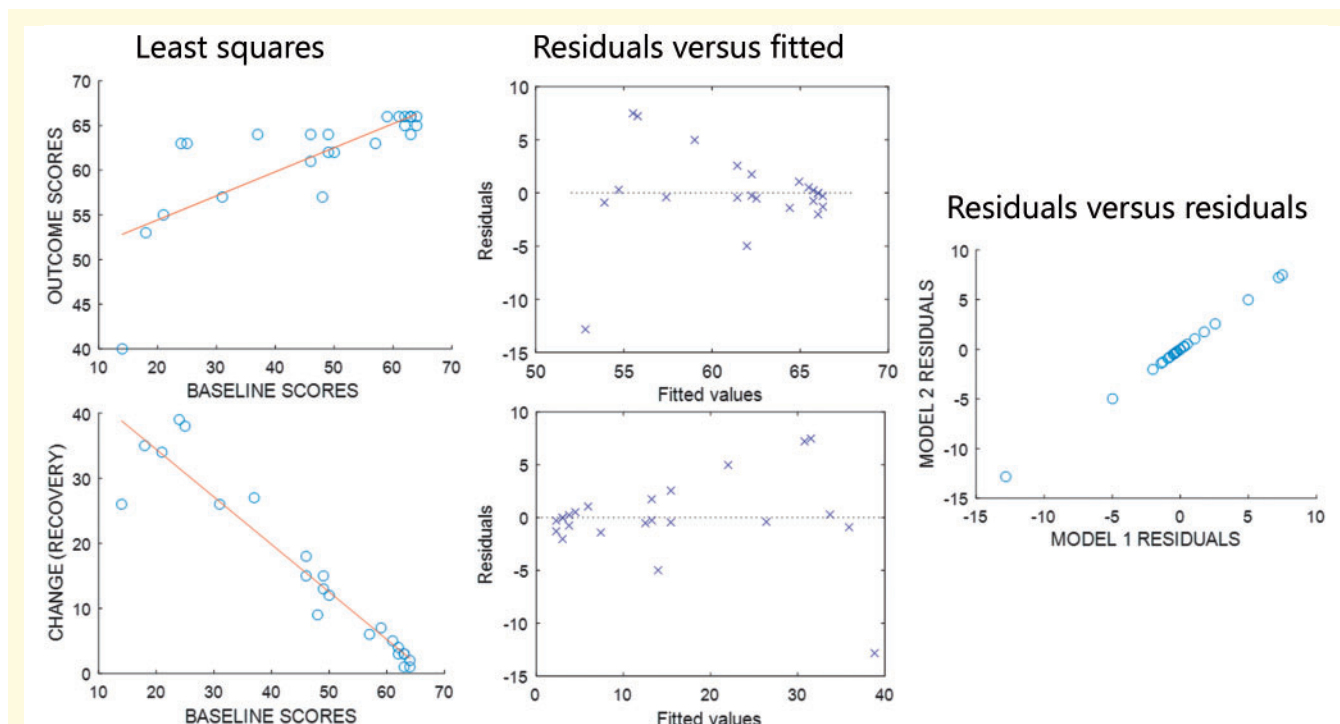 Least squares
Residuals versus fitted
70
65
60
55
50
45
40
OUTCOME SCORES
10 20 30 40 50 60 70
BASELINE SCORES
10
5
0
-5
-10
-15
Residuals
50 55 60 65 70
Fitted values
Residuals versus residuals
10
5
0
-5
-10
-15
MODEL 2 RESIDUALS
-15 -10 -5 0 5 10
MODEL 1 RESIDUALS
40
30
20
10
0
CHANGE (RECOVERY)
10 20 30 40 50 60 70
BASELINE SCORES
10
5
0
-5
-10
-15
Residuals
0 10 20 30 40
Fitted values